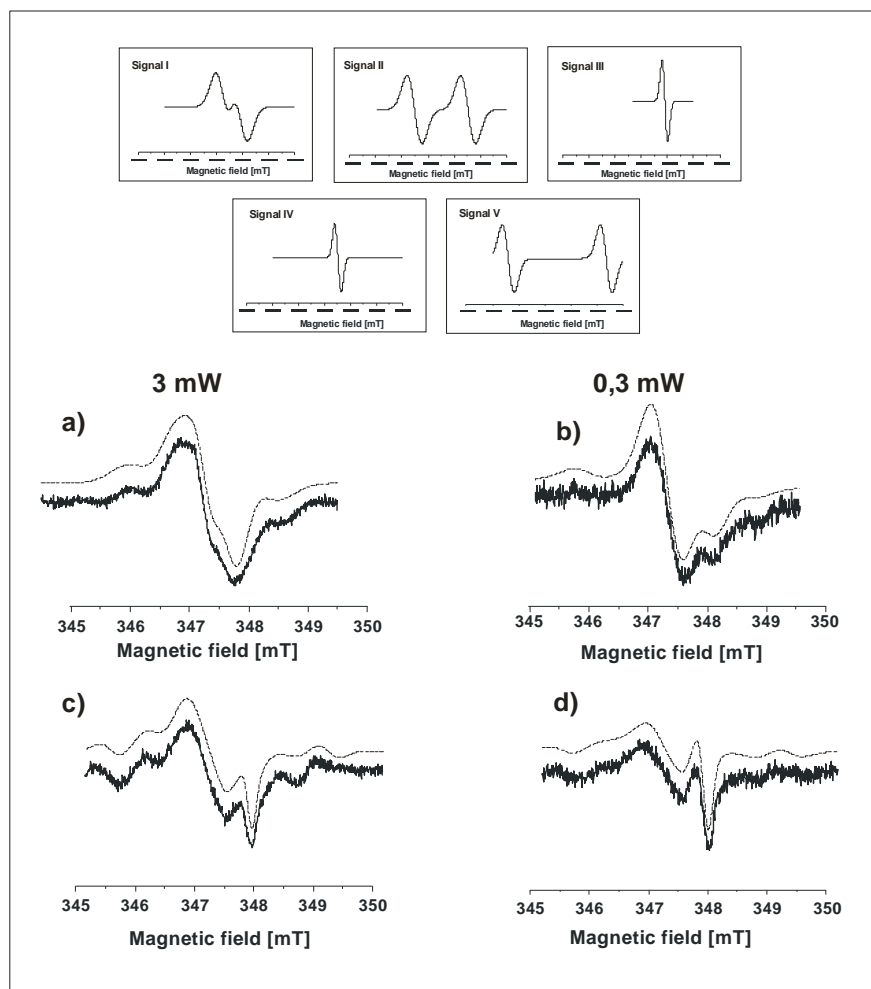 Signal I
Signal II
Signal III
Magnetic field [mT]
Magnetic field [mT]
Magnetic field [mT]
Signal IV
Signal V
Magnetic field [mT]
Magnetic field [mT]
3 mW
0,3 mW
a)
b)
345 346 347 348 349 350
345 346 347 348 349 350
Magnetic field [mT]
Magnetic field [mT]
c)
d)
345 346 347 348 349 350
345 346 347 348 349 350
Magnetic field [mT]
Magnetic field [mT]